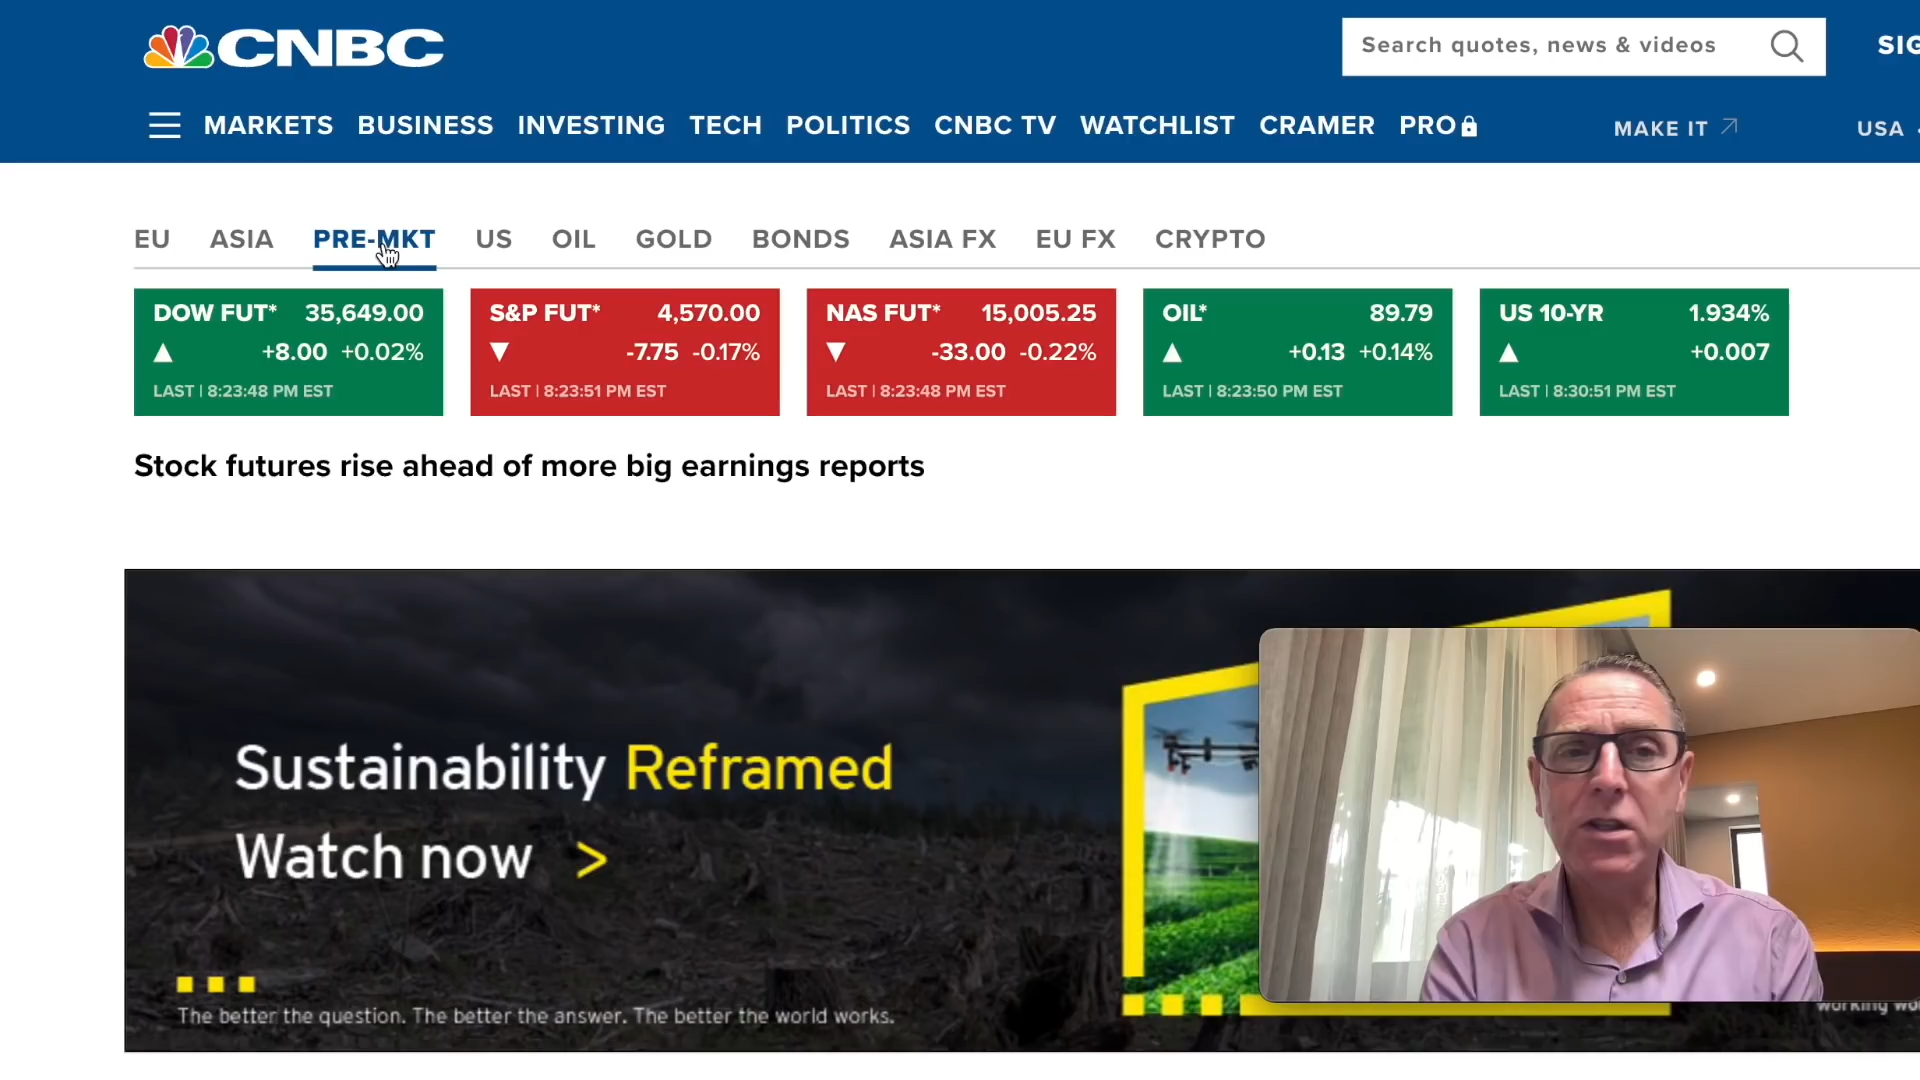 CNBC
Search quotes, news & videos
MARKETS BUSINESS INVESTING TECH POLITICS CNBC TV WATCHLIST CRAMER PRO
MAKE IT
USA
EU ASIA PRE-MKT US OIL GOLD BONDS ASIA FX EU FX CRYPTO
DOW FUT* 35,649.00
▲ +8.00 +0.02%
LAST | 8:23:48 PM EST
S&P FUT* 4,570.00
▼ -7.75 -0.17%
LAST | 8:23:51 PM EST
NAS FUT* 15,005.25
▼ -33.00 -0.22%
LAST | 8:23:48 PM EST
OIL* 89.79
▲ +0.13 +0.14%
LAST | 8:23:50 PM EST
US 10-YR 1.934%
▲ +0.007
LAST | 8:30:51 PM EST
Stock futures rise ahead of more big earnings reports
Sustainability Reframed
Watch now >
The better the question. The better the answer. The better the world works.
working